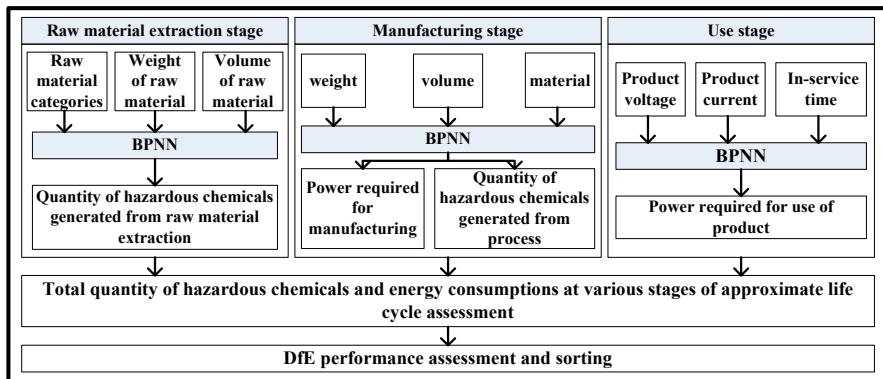 Raw material extraction stage
Raw
material
categories
Weight
of raw
material
Volume
of raw
material
BPNN
Quantity of hazardous chemicals
generated from raw material
extraction
Manufacturing stage
weight
volume
material
BPNN
Power required
for
manufacturing
Quantity of
hazardous chemicals
generated from
process
Use stage
Product
voltage
Product
current
In-service
time
BPNN
Power required for use of
product
Total quantity of hazardous chemicals and energy consumptions at various stages of approximate life
cycle assessment
DfE performance assessment and sorting